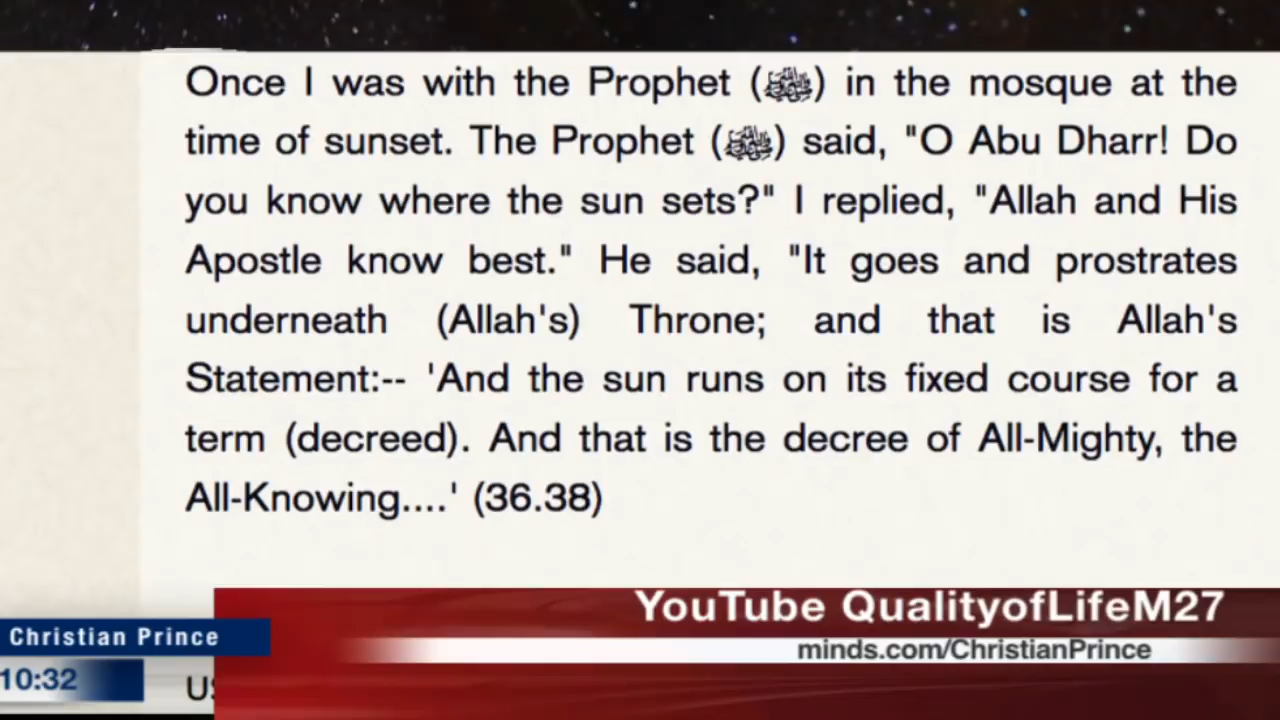 Once I was with the Prophet (ﷺ) in the mosque at the
time of sunset. The Prophet (ﷺ) said, "O Abu Dharr! Do
you know where the sun sets?" I replied, "Allah and His
Apostle know best." He said, "It goes and prostrates
underneath (Allah's) Throne; and that is Allah's
Statement:-- 'And the sun runs on its fixed course for a
term (decreed). And that is the decree of All-Mighty, the
All-Knowing....' (36.38)
YouTube QualityofLifeM27
Christian Prince
minds.com/ChristianPrince
10:32